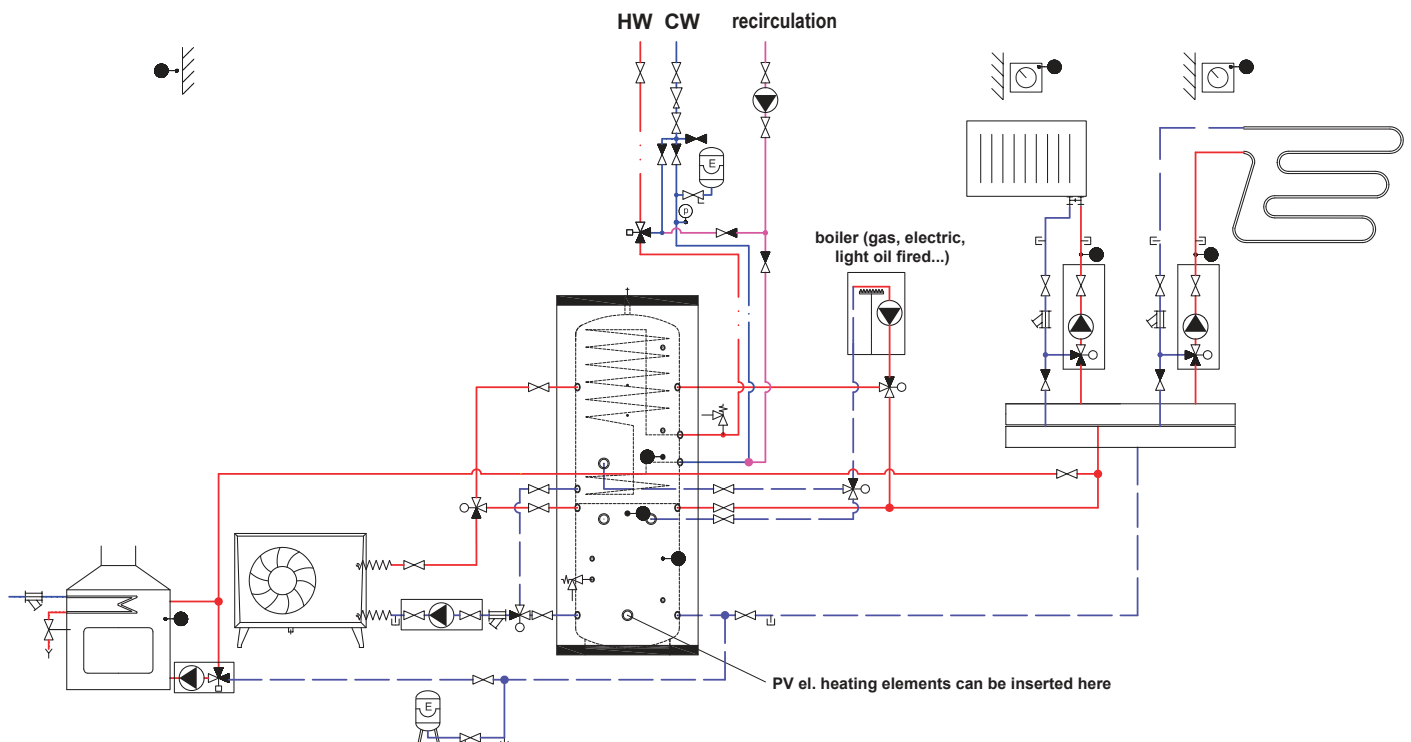 HW CW recirculation
E
p
boiler (gas, electric,
light oil fired...)
PV el. heating elements can be inserted here
E